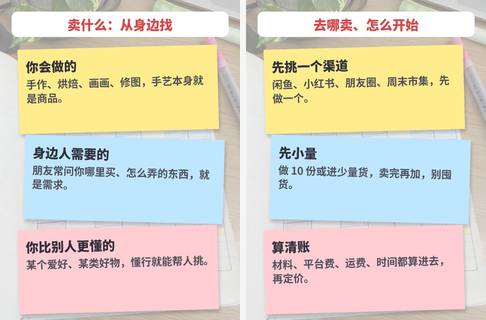 卖什么：从身边找
你会做的
手作、烘焙、画画、修图，手艺本身就
是商品。
身边人需要的
朋友常问你哪里买、怎么弄的东西，就
是需求。
你比别人更懂的
某个爱好、某类好物，懂行就能帮人挑。
去哪卖、怎么开始
先挑一个渠道
闲鱼、小红书、朋友圈、周末市集，先
做一个。
先小量
做 10 份或进少量货，卖完再加，别囤
货。
算清账
材料、平台费、运费、时间都算进去，
再定价。